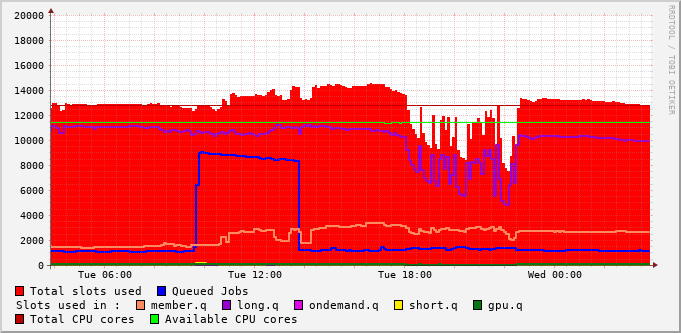 RRDTOOL / TOBI OETIKER
20000
18000
16000
14000
12000
10000
8000
6000
4000
2000
0
Tue 06:00 Tue 12:00 Tue 18:00 Wed 00:00
Total slots used Queued Jobs
Slots used in : member.q long.q ondemand.q short.q gpu.q
Total CPU cores Available CPU cores